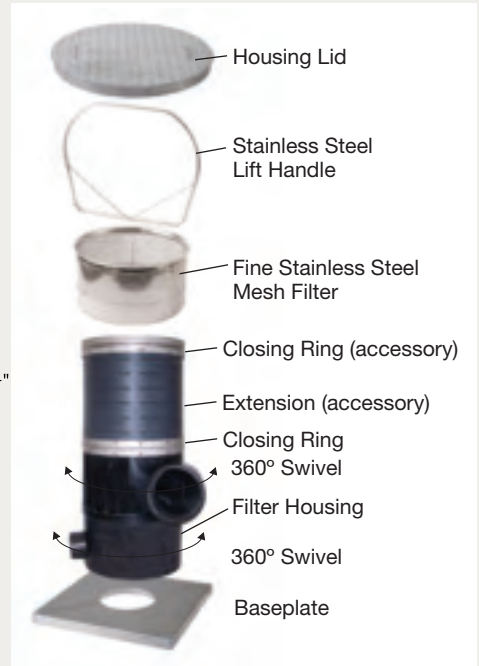 Housing Lid
Stainless Steel
Lift Handle
Fine Stainless Steel
Mesh Filter
Closing Ring (accessory)
Extension (accessory)
Closing Ring
360º Swivel
Filter Housing
360º Swivel
Baseplate